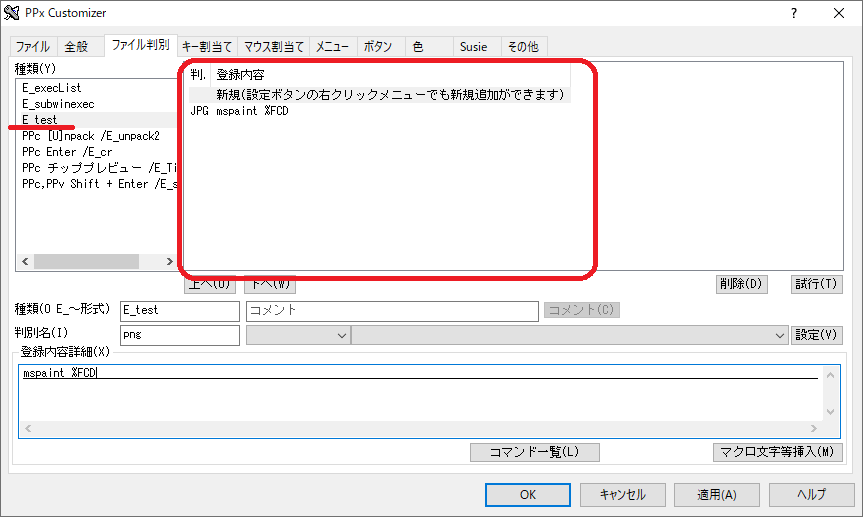 PPx Customizer
ファイル 全般 ファイル判別 キー割当て マウス割当て メニュー ボタン 色 Susie その他
種類(Y)
E_execList
E_subwinexec
E_test
PPc [U]npack /E_unpack2
PPc Enter /E_cr
PPc チッププレビュー /E_Ti
PPc,PPv Shift + Enter /E_s
判. 登録内容
新規(設定ボタンの右クリックメニューでも新規追加ができます)
JPG mspaint %FCD
上へ(U) 下へ(W) 削除(D) 試行(T)
種類(O E_～形式) E_test コメント コメント(C)
判別名(I) png 設定(V)
登録内容詳細(X)
mspaint %FCD
コマンド一覧(L) マクロ文字等挿入(M)
OK キャンセル 適用(A) ヘルプ